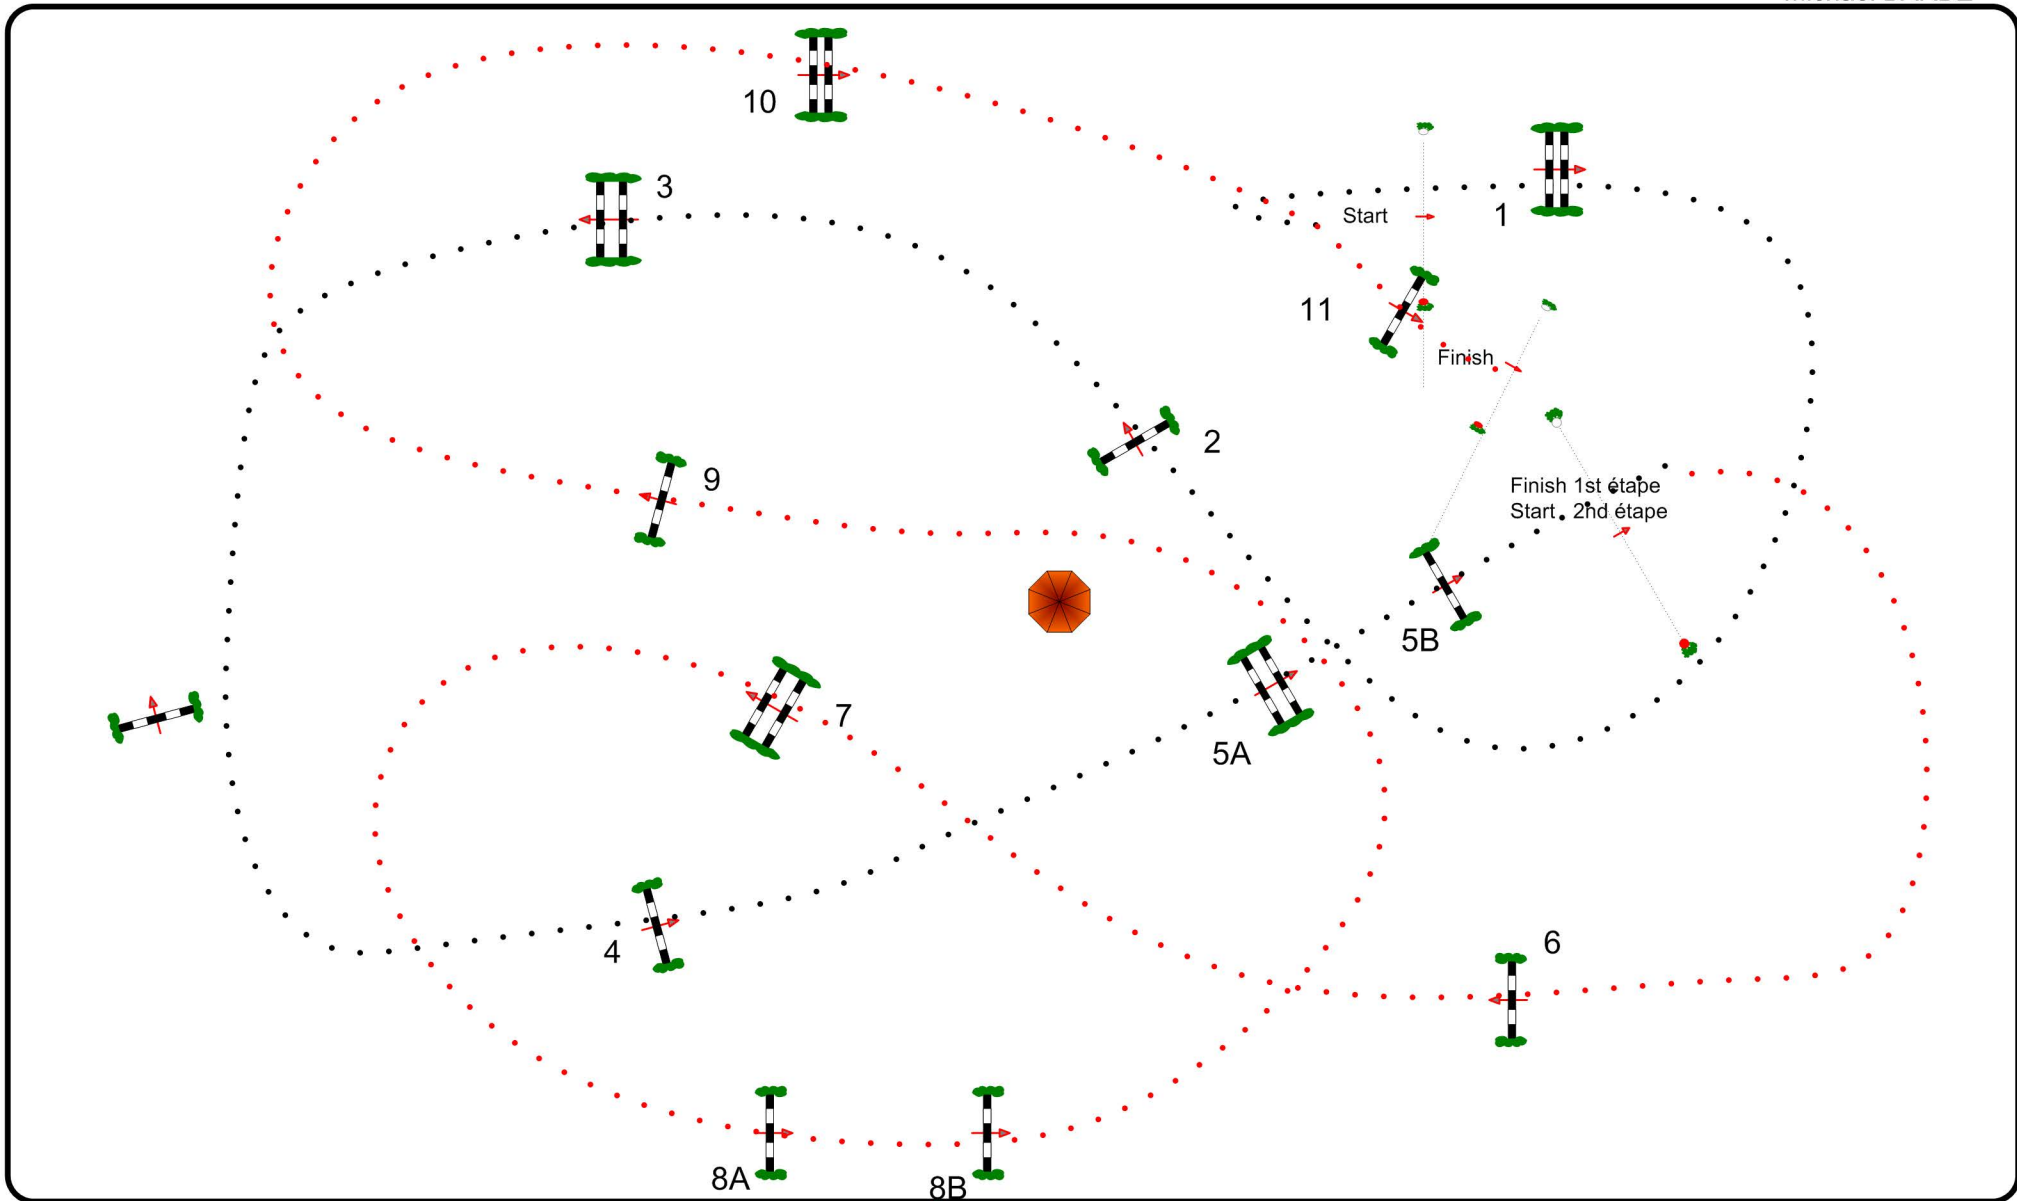 10
3
1
Start
11
Finish
2
9
Finish 1st étape
Start 2nd étape
5B
7
5A
4
6
8A
8B